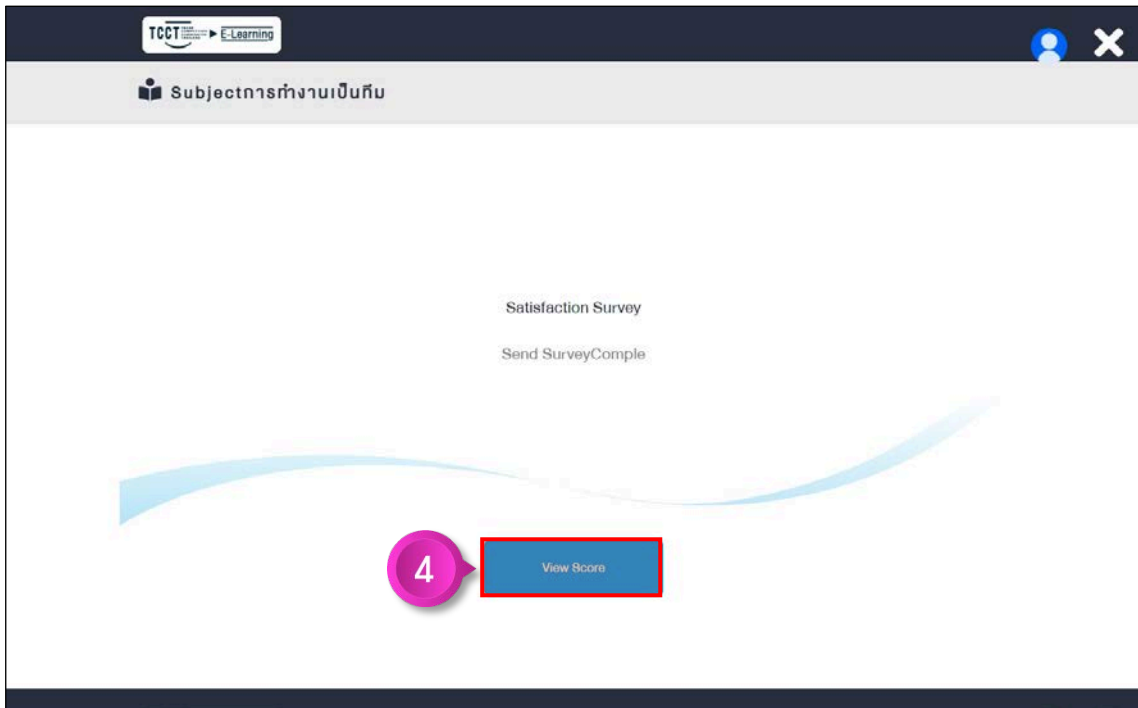 TCCT E-Learning
Subjectการทำงานเป็นทีม
Satisfaction Survey
Send SurveyComple
4
View Score